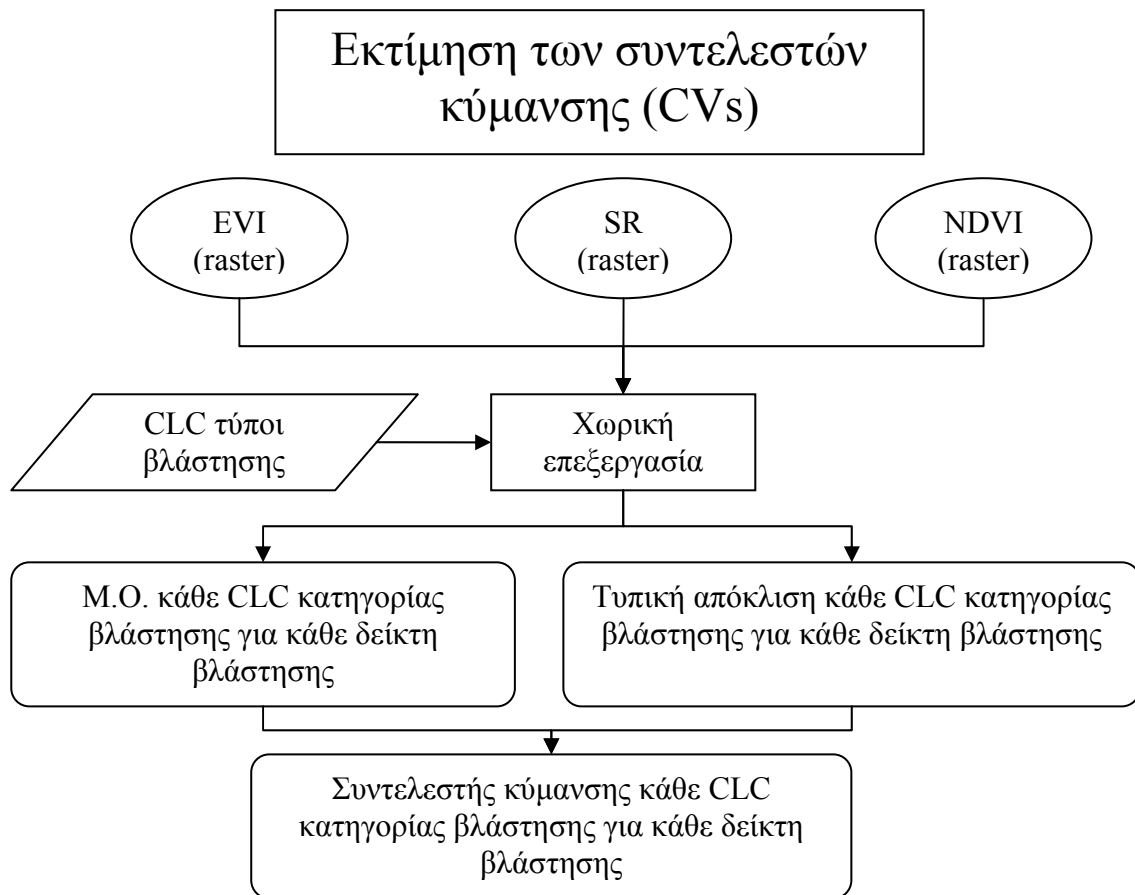 Εκτίμηση των συντελεστών
κύμανσης (CVs)
EVI
(raster)
SR
(raster)
NDVI
(raster)
CLC τύποι
βλάστησης
Χωρική
επεξεργασία
Μ.Ο. κάθε CLC κατηγορίας
βλάστησης για κάθε δείκτη
βλάστησης
Τυπική απόκλιση κάθε CLC κατηγορίας
βλάστησης για κάθε δείκτη βλάστησης
Συντελεστής κύμανσης κάθε CLC
κατηγορίας βλάστησης για κάθε δείκτη
βλάστησης